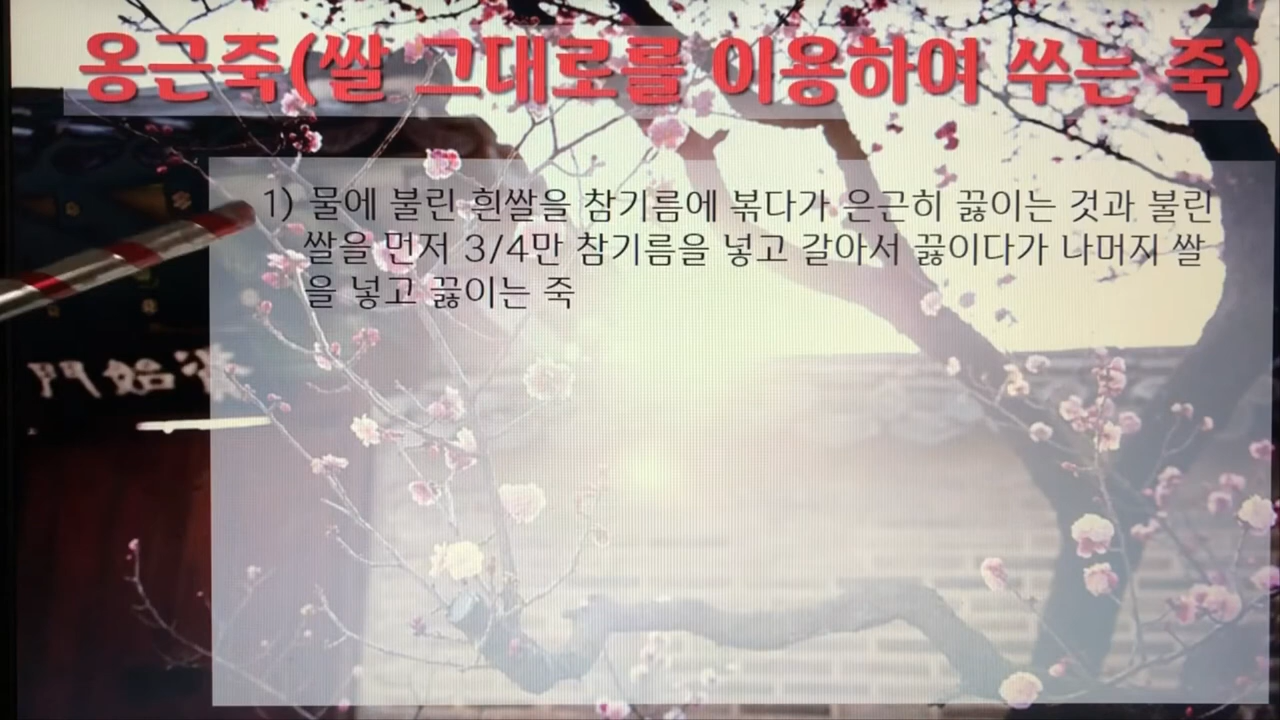 옹근죽(쌀 그대로를 이용하여 쑤는 죽)
1) 물에 불린 흰쌀을 참기름에 볶다가 은근히 끓이는 것과 불린
쌀을 먼저 3/4만 참기름을 넣고 갈아서 끓이다가 나머지 쌀
을 넣고 끓이는 죽
門始